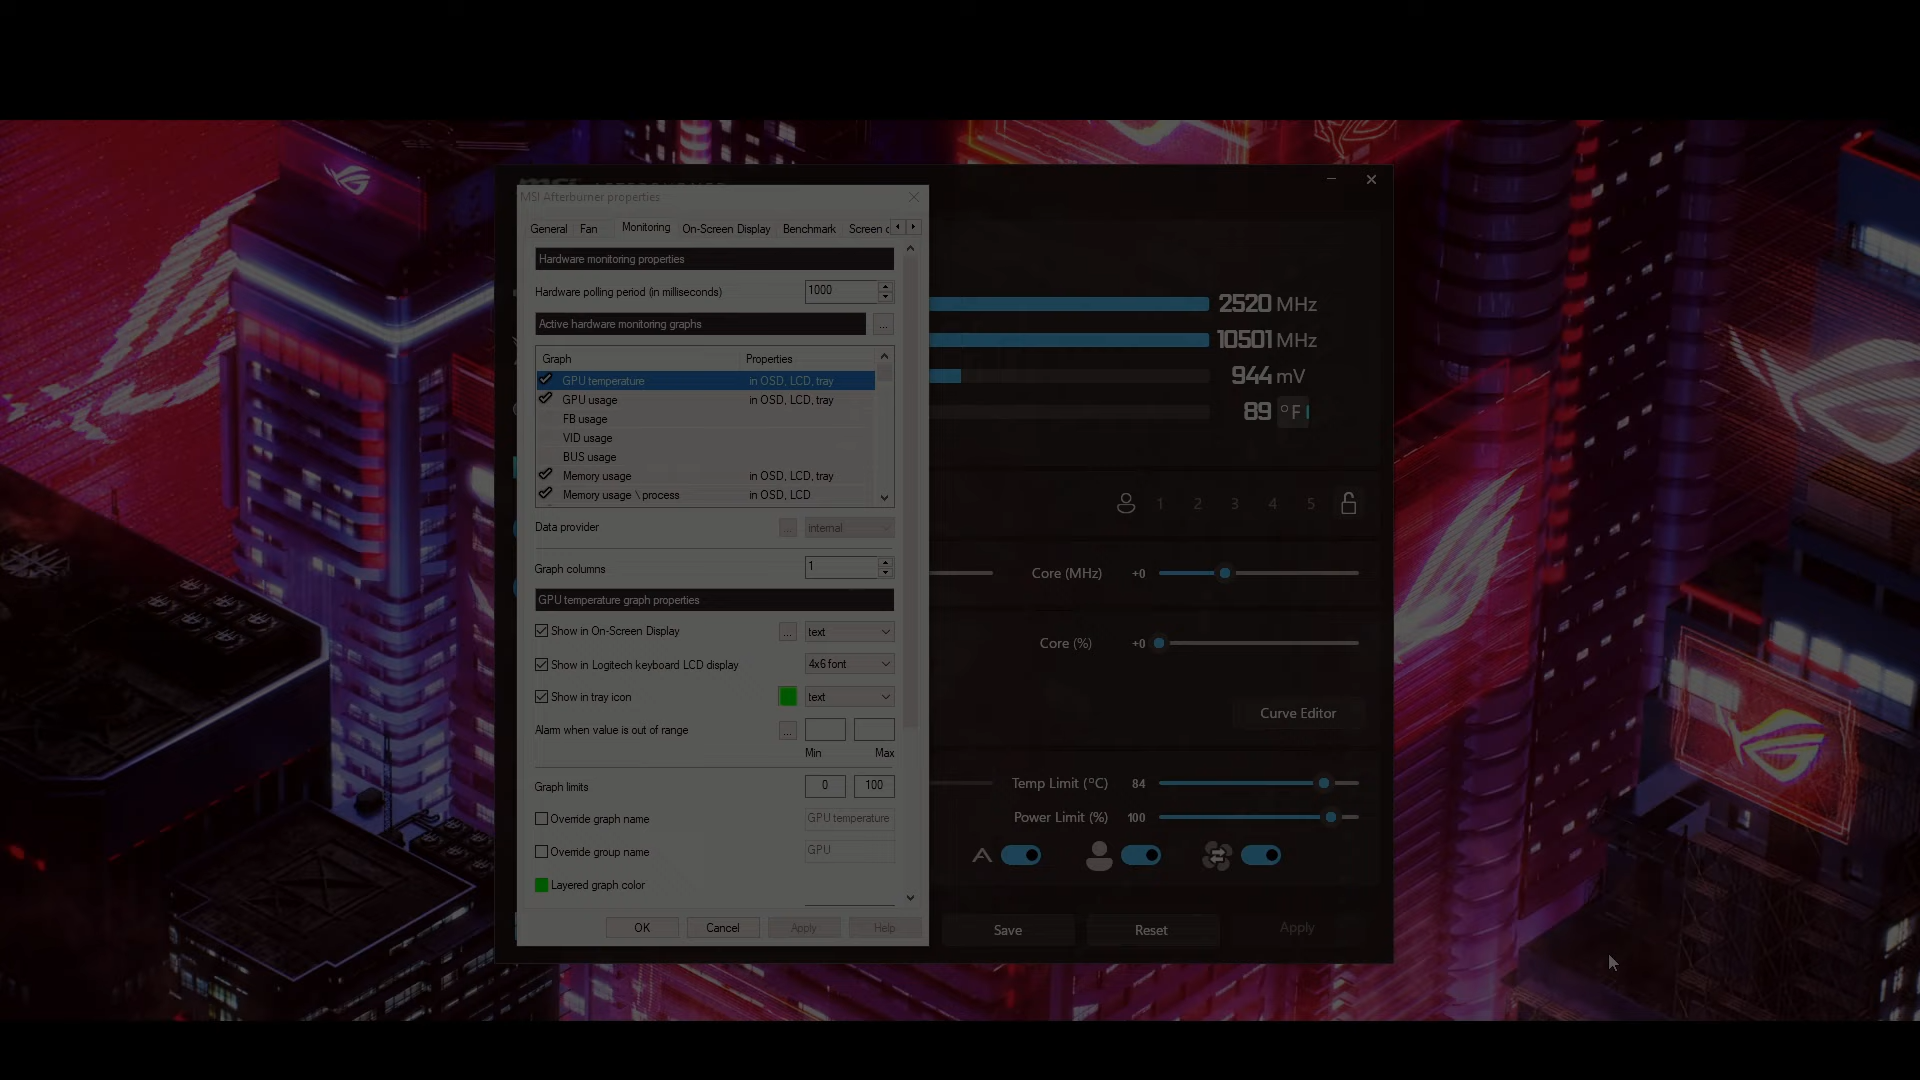 MSI Afterburner properties
General Fan Monitoring On-Screen Display Benchmark Screen c
Hardware monitoring properties
Hardware polling period (in milliseconds) 1000
Active hardware monitoring graphs ...
Graph Properties
GPU temperature in OSD, LCD, tray
GPU usage in OSD, LCD, tray
FB usage
VID usage
BUS usage
Memory usage in OSD, LCD, tray
Memory usage \ process in OSD, LCD
Data provider ... internal
Graph columns 1
GPU temperature graph properties
Show in On-Screen Display ... text
Show in Logitech keyboard LCD display 4x6 font
Show in tray icon text
Alarm when value is out of range ...
Min Max
Graph limits 0 100
Override graph name GPU temperature
Override group name GPU
Layered graph color
OK Cancel Apply Help
2520 MHz
10501 MHz
944 mV
89 °F
1 2 3 4 5
Core (MHz) +0
Core (%) +0
Curve Editor
Temp Limit (°C) 84
Power Limit (%) 100
Save Reset Apply